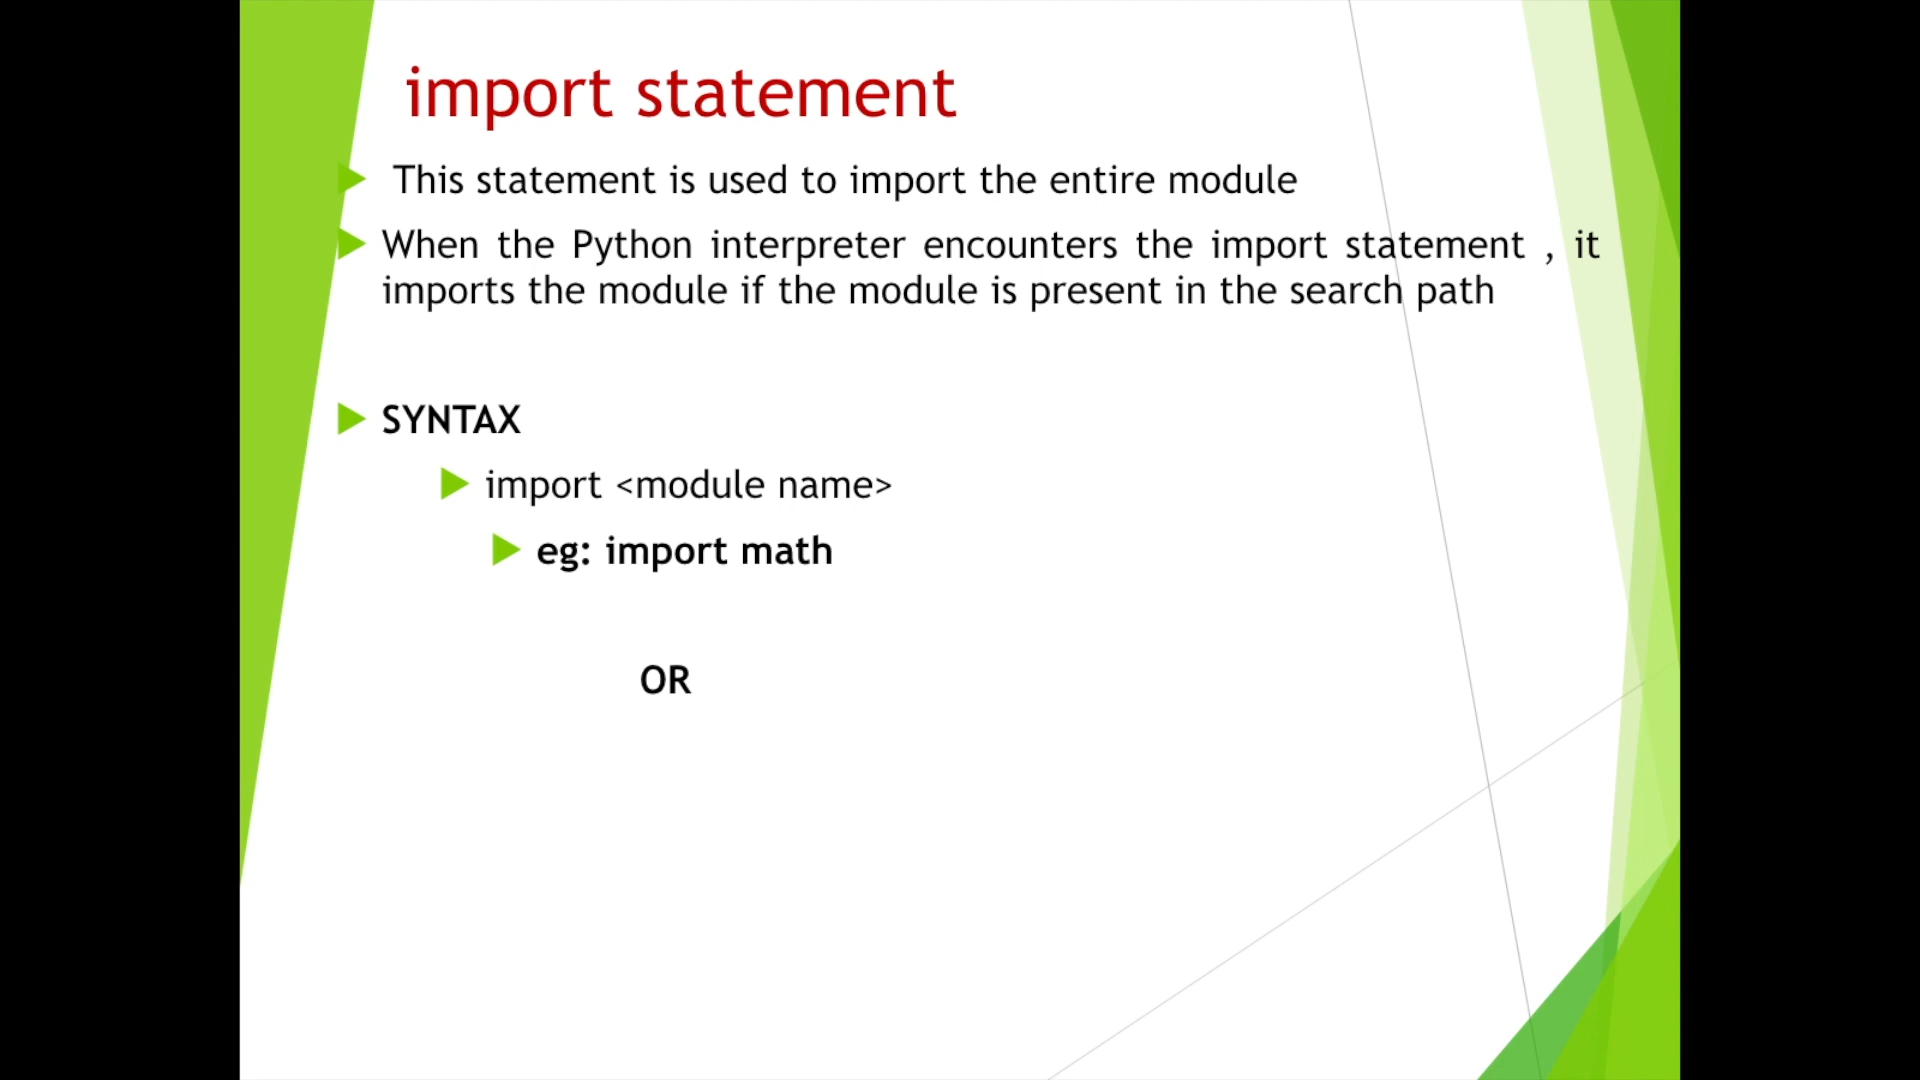 import statement
This statement is used to import the entire module
When the Python interpreter encounters the import statement , it
imports the module if the module is present in the search path
SYNTAX
import <module name>
eg: import math
OR